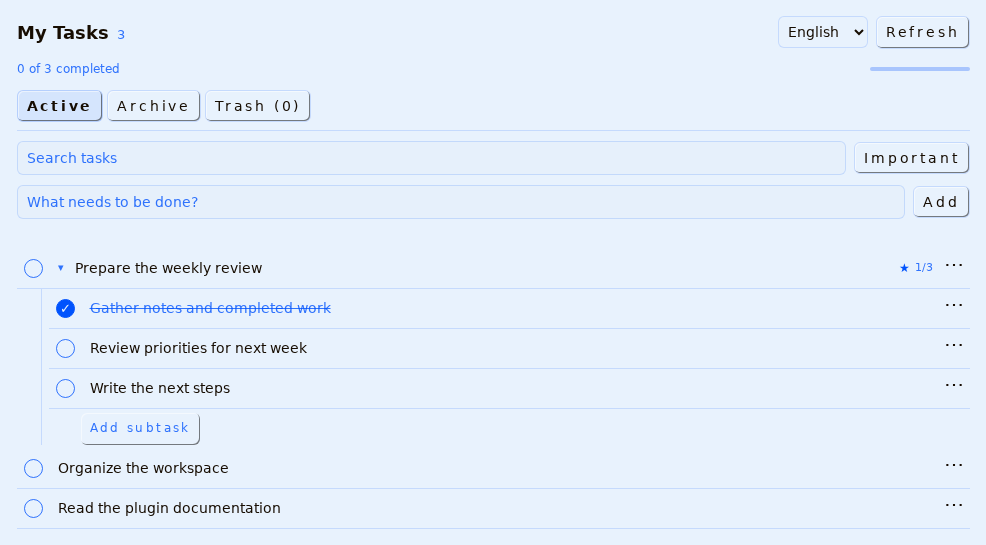 My Tasks 3
English Refresh
0 of 3 completed
Active Archive Trash (0)
Search tasks Important
What needs to be done? Add
▾ Prepare the weekly review ★ 1/3 ...
✓ Gather notes and completed work ...
Review priorities for next week ...
Write the next steps ...
Add subtask
Organize the workspace ...
Read the plugin documentation ...